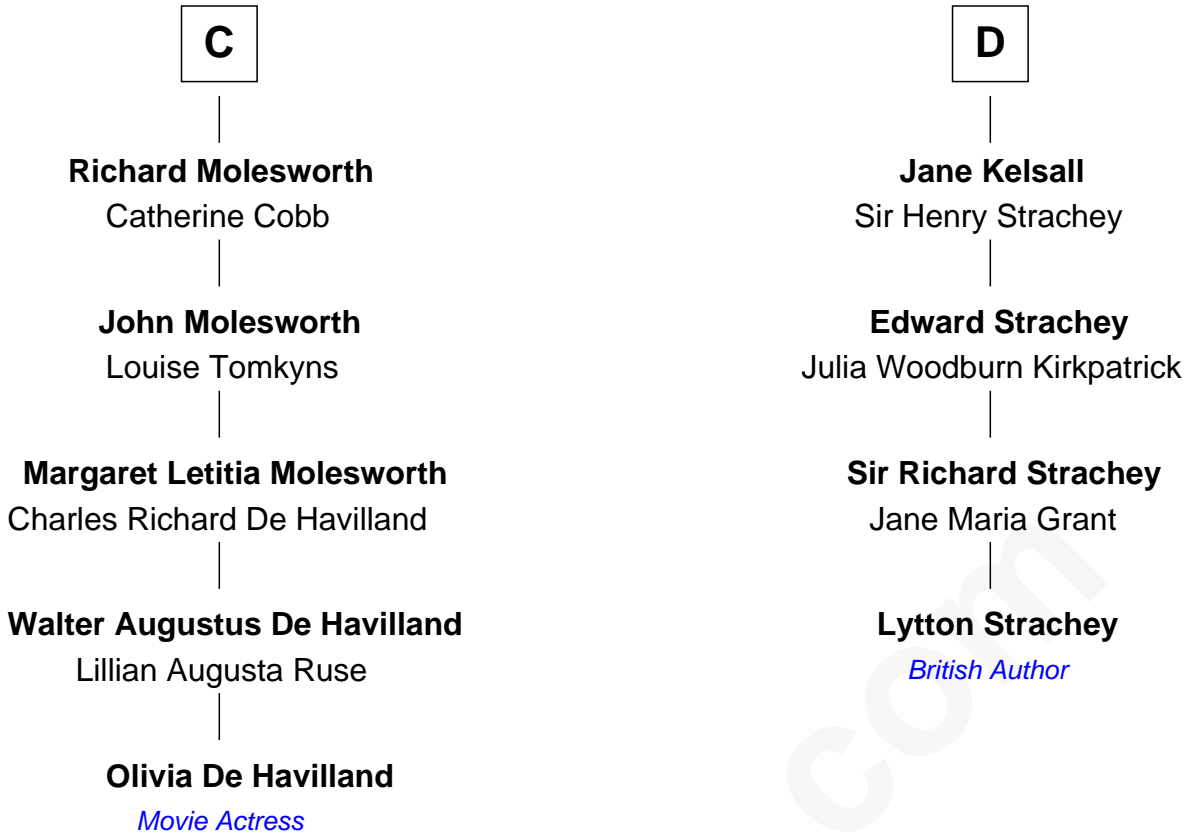 C
Richard Molesworth
Catherine Cobb
John Molesworth
Louise Tomkyns
Margaret Letitia Molesworth
Charles Richard De Havilland
Walter Augustus De Havilland
Lillian Augusta Ruse
Olivia De Havilland
Movie Actress
D
Jane Kelsall
Sir Henry Strachey
Edward Strachey
Julia Woodburn Kirkpatrick
Sir Richard Strachey
Jane Maria Grant
Lytton Strachey
British Author
com